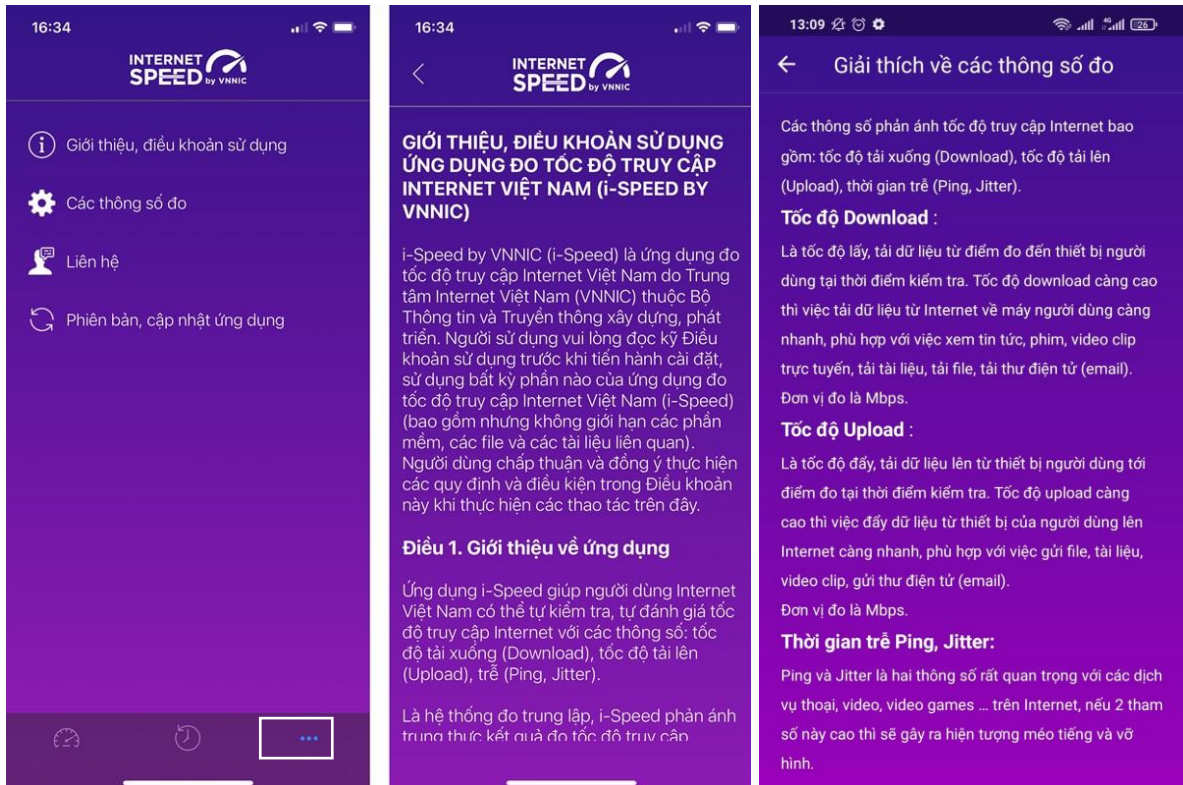 16:34
INTERNET
SPEED by VNNIC
Giới thiệu, điều khoản sử dụng
Các thông số đo
Liên hệ
Phiên bản, cập nhật ứng dụng
16:34
INTERNET
SPEED by VNNIC
GIỚI THIỆU, ĐIỀU KHOẢN SỬ DỤNG
ỨNG DỤNG ĐO TỐC ĐỘ TRUY CẬP
INTERNET VIỆT NAM (i-SPEED BY
VNNIC)
i-Speed by VNNIC (i-Speed) là ứng dụng đo
tốc độ truy cập Internet Việt Nam do Trung
tâm Internet Việt Nam (VNNIC) thuộc Bộ
Thông tin và Truyền thông xây dựng, phát
triển. Người sử dụng vui lòng đọc kỹ Điều
khoản sử dụng trước khi tiến hành cài đặt,
sử dụng bất kỳ phần nào của ứng dụng đo
tốc độ truy cập Internet Việt Nam (i-Speed)
(bao gồm nhưng không giới hạn các phần
mềm, các file và các tài liệu liên quan).
Người dùng chấp thuận và đồng ý thực hiện
các quy định và điều kiện trong Điều khoản
này khi thực hiện các thao tác trên đây.
Điều 1. Giới thiệu về ứng dụng
Ứng dụng i-Speed giúp người dùng Internet
Việt Nam có thể tự kiểm tra, tự đánh giá tốc
độ truy cập Internet với các thông số: tốc
độ tải xuống (Download), tốc độ tải lên
(Upload), trễ (Ping, Jitter).
Là hệ thống đo trung lập, i-Speed phản ánh
trung thực kết quả đo tốc độ truy cập
13:09
4G
26
Giải thích về các thông số đo
Các thông số phản ánh tốc độ truy cập Internet bao
gồm: tốc độ tải xuống (Download), tốc độ tải lên
(Upload), thời gian trễ (Ping, Jitter).
Tốc độ Download :
Là tốc độ lấy, tải dữ liệu từ điểm đo đến thiết bị người
dùng tại thời điểm kiểm tra. Tốc độ download càng cao
thì việc tải dữ liệu từ Internet về máy người dùng càng
nhanh, phù hợp với việc xem tin tức, phim, video clip
trực tuyến, tải tài liệu, tải file, tải thư điện tử (email).
Đơn vị đo là Mbps.
Tốc độ Upload :
Là tốc độ đẩy, tải dữ liệu lên từ thiết bị người dùng tới
điểm đo tại thời điểm kiểm tra. Tốc độ upload càng
cao thì việc đẩy dữ liệu từ thiết bị của người dùng lên
Internet càng nhanh, phù hợp với việc gửi file, tài liệu,
video clip, gửi thư điện tử (email).
Đơn vị đo là Mbps.
Thời gian trễ Ping, Jitter:
Ping và Jitter là hai thông số rất quan trọng với các dịch
vụ thoại, video, video games ... trên Internet, nếu 2 tham
số này cao thì sẽ gây ra hiện tượng méo tiếng và vỡ
hình.